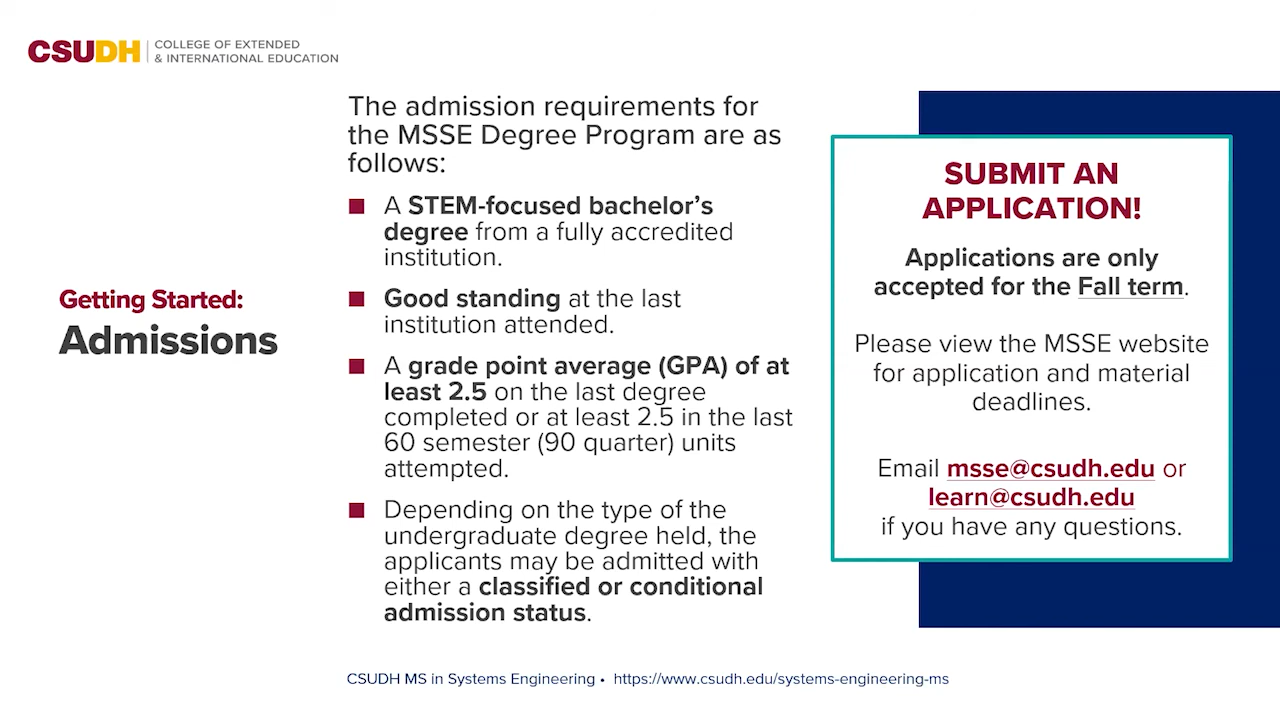 CSUDH
COLLEGE OF EXTENDED
& INTERNATIONAL EDUCATION
Getting Started:
Admissions
The admission requirements for
the MSSE Degree Program are as
follows:
■ A STEM-focused bachelor’s
degree from a fully accredited
institution.
■ Good standing at the last
institution attended.
■ A grade point average (GPA) of at
least 2.5 on the last degree
completed or at least 2.5 in the last
60 semester (90 quarter) units
attempted.
■ Depending on the type of the
undergraduate degree held, the
applicants may be admitted with
either a classified or conditional
admission status.
SUBMIT AN
APPLICATION!
Applications are only
accepted for the Fall term.
Please view the MSSE website
for application and material
deadlines.
Email msse@csudh.edu or
learn@csudh.edu
if you have any questions.
CSUDH MS in Systems Engineering • https://www.csudh.edu/systems-engineering-ms